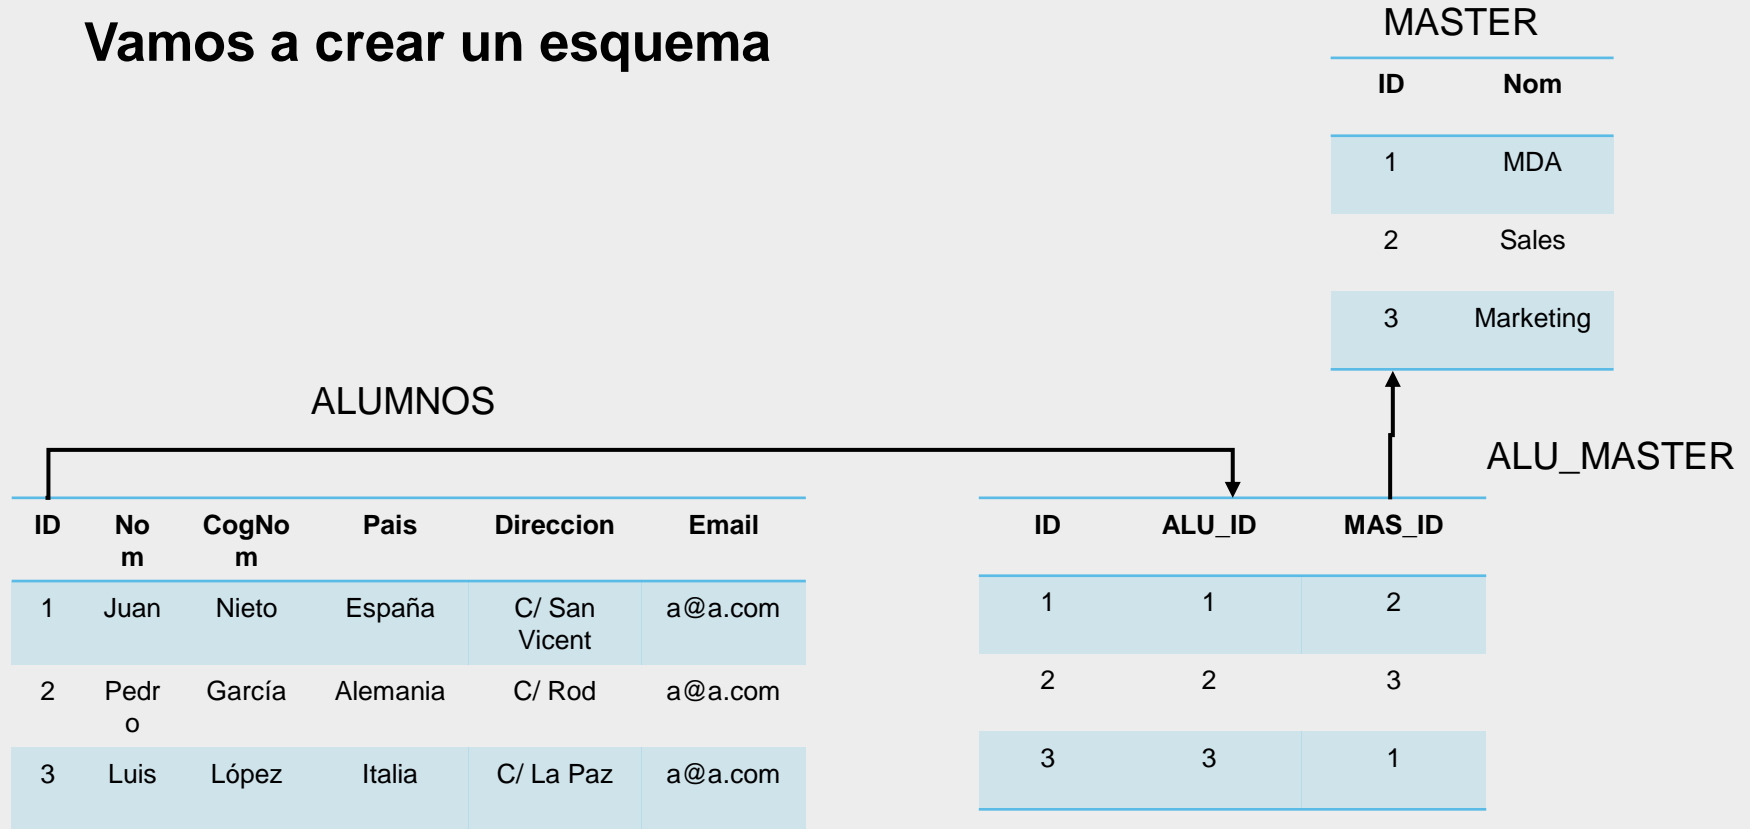 Vamos a crear un esquema
MASTER
ID Nom
1 MDA
2 Sales
3 Marketing
ALUMNOS
ALU_MASTER
ID No CogNo Pais Direccion Email
m m
1 Juan Nieto España C/ San a@a.com
Vicent
2 Pedr García Alemania C/ Rod a@a.com
o
3 Luis López Italia C/ La Paz a@a.com
ID ALU_ID MAS_ID
1 1 2
2 2 3
3 3 1